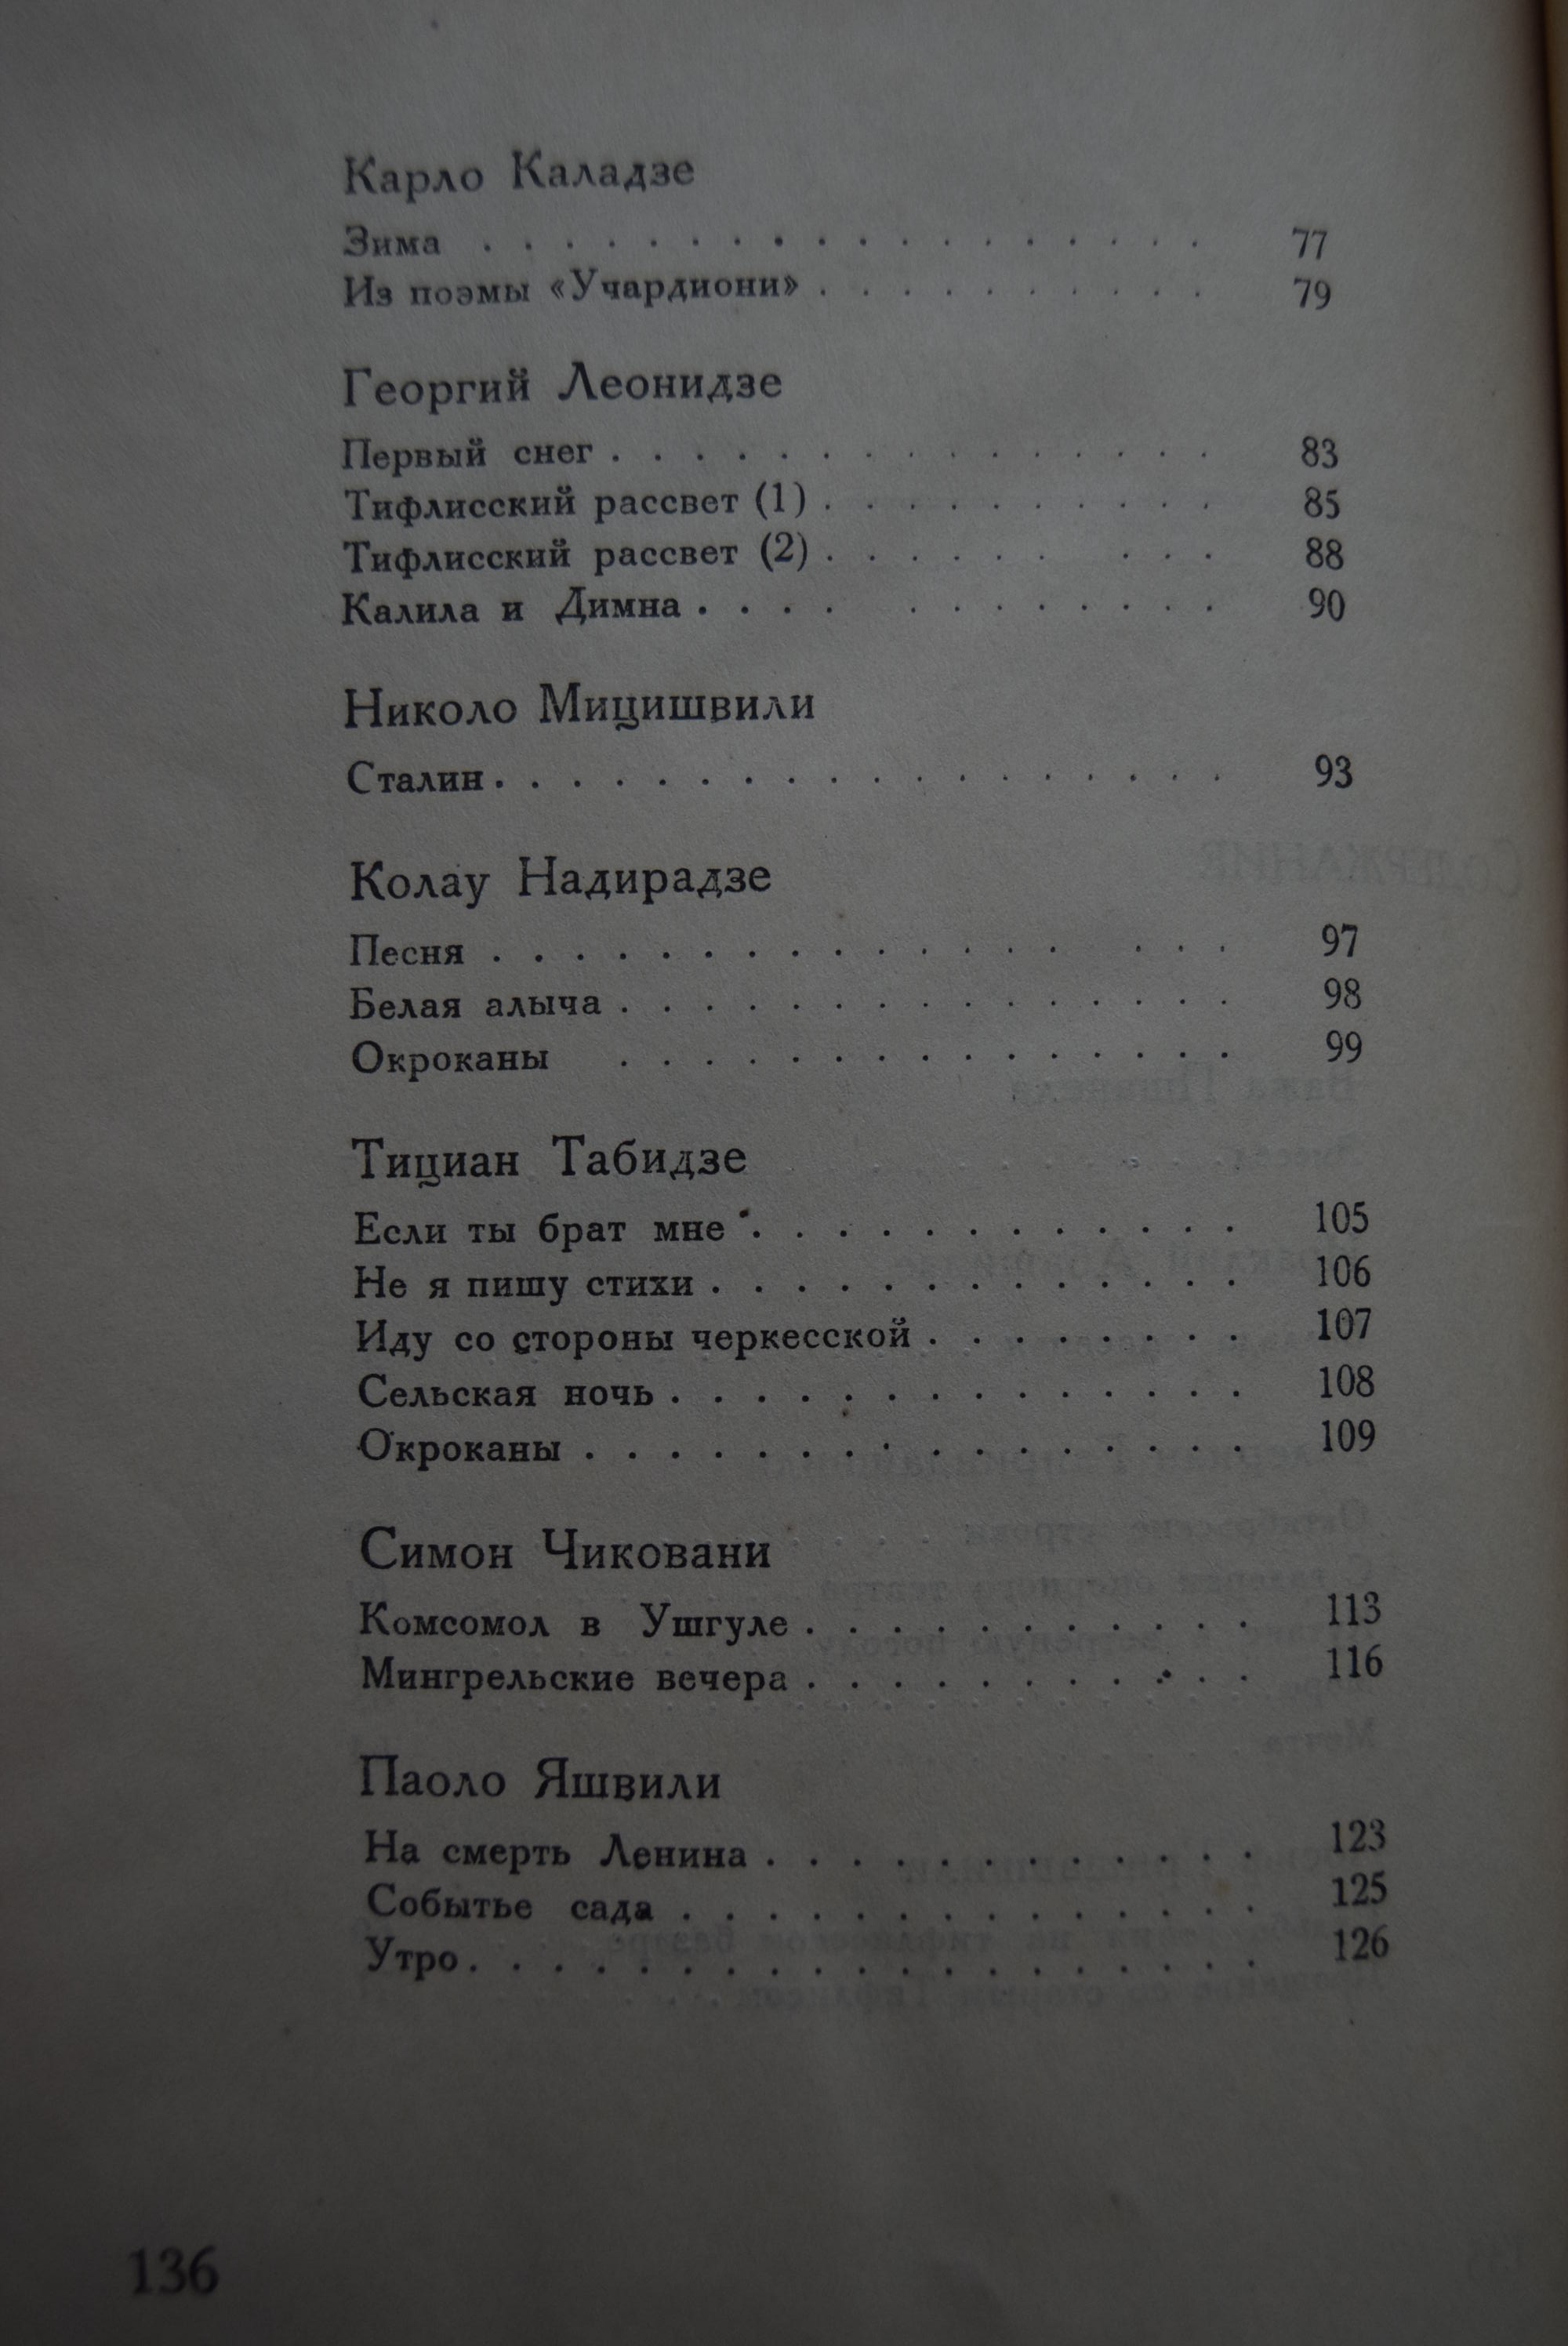 Карло Каладзе
Зима . . . . . . . . . . . . . . . . . . 77
Из поэмы «Учардиони» . . . . . . . . . . 79
Георгий Леонидзе
Первый снег . . . . . . . . . . . . . . . 83
Тифлисский рассвет (1) . . . . . . . . . . 85
Тифлисский рассвет (2) . . . . . . . . . 88
Калила и Димна . . . . . . . . . . . . 90
Николо Мицишвили
Сталин . . . . . . . . . . . . . . . . . . 93
Колау Надирадзе
Песня . . . . . . . . . . . . . . . . . 97
Белая алыча . . . . . . . . . . . . . . . 98
Окроканы . . . . . . . . . . . . . . . 99
Тициан Табидзе
Если ты брат мне . . . . . . . . . . . . 105
Не я пишу стихи . . . . . . . . . . . . . 106
Иду со стороны черкесской . . . . . . . . 107
Сельская ночь . . . . . . . . . . . . . . 108
Окроканы . . . . . . . . . . . . . . . . 109
Симон Чиковани
Комсомол в Ушгуле . . . . . . . . . . . 113
Мингрельские вечера . . . . . . . . . . . 116
Паоло Яшвили
На смерть Ленина . . . . . . . . . . . . 123
Событье сада . . . . . . . . . . . . . . 125
Утро . . . . . . . . . . . . . . . . . . . 126
136